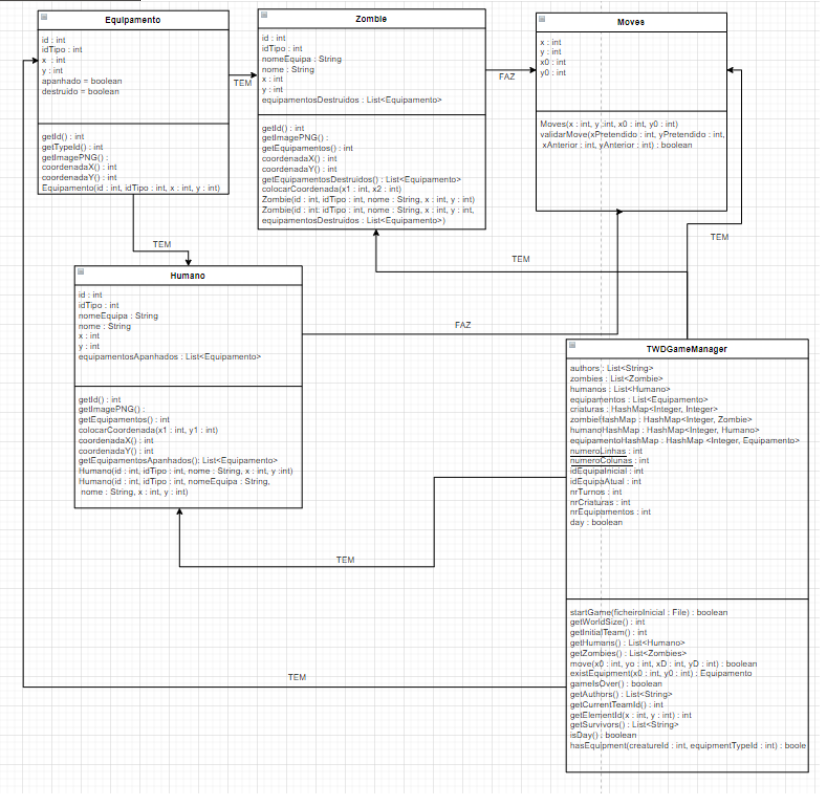 Equipamento
id : int
idTipo : int
x : int
y : int
apanhado = boolean
destruido = boolean
getId() : int
getTypeId() : int
getImagePNG() :
coordenadaX() : int
coordenadaY() : int
Equipamento(id : int, idTipo : int, x : int, y : int)
TEM
Zombie
id : int
idTipo : int
nomeEquipa : String
nome : String
x : int
y : int
equipamentosDestruidos : List<Equipamento>
getId() : int
getImagePNG() :
getEquipamentos() : int
coordenadaX() : int
coordenadaY() : int
getEquipamentosDestruidos() : List<Equipamento>
colocarCoordenada(x1 : int, x2 : int)
Zombie(id : int, idTipo : int, nome : String, x : int, y : int)
Zombie(id : int: idTipo : int, nome : String, x : int, y : int,
equipamentosDestruidos : List<Equipamento>)
FAZ
Moves
x : int
y : int
x0 : int
y0 : int
Moves(x : int, y :int, x0 : int, y0 : int)
validarMove(xPretendido : int, yPretendido : int,
xAnterior : int, yAnterior : int) : boolean
TEM
TEM
TEM
Humano
id : int
idTipo : int
nomeEquipa : String
nome : String
x : int
y : int
equipamentosApanhados : List<Equipamento>
getId() : int
getImagePNG() :
getEquipamentos() : int
colocarCoordenada(x1 : int, y1 : int)
coordenadaX() : int
coordenadaY() : int
getEquipamentosApanhados(): List<Equipamento>
Humano(id : int, idTipo : int, nome : String, x : int, y :int)
Humano(id : int, idTipo : int, nomeEquipa : String,
nome : String, x : int, y : int)
FAZ
TWDGameManager
authors : List<String>
zombies : List<Zombie>
humanos : List<Humano>
equipamentos : List<Equipamento>
criaturas : HashMap<Integer, Integer>
zombieHashMap : HashMap<Integer, Zombie>
humanoHashMap : HashMap<Integer, Humano>
equipamentoHashMap : HashMap <Integer, Equipamento>
numeroLinhas : int
numeroColunas : int
idEquipaInicial : int
idEquipaAtual : int
nrTurnos : int
nrCriaturas : int
nrEquipamentos : int
day : boolean
startGame(ficheiroInicial : File) : boolean
getWorldSize() : int
getInitialTeam() : int
getHumans() : List<Humano>
getZombies() : List<Zombies>
move(x0 : int, yo : int, xD : int, yD : int) : boolean
existEquipment(x0 : int, y0 : int) : Equipamento
gameIsOver() : boolean
getAuthors() : List<String>
getCurrentTeamId() : int
getElementId(x : int, y : int) : int
getSurvivors() : List<String>
isDay() : boolean
hasEquipment(creatureId : int, equipmentTypeId : int) : boole
TEM
TEM